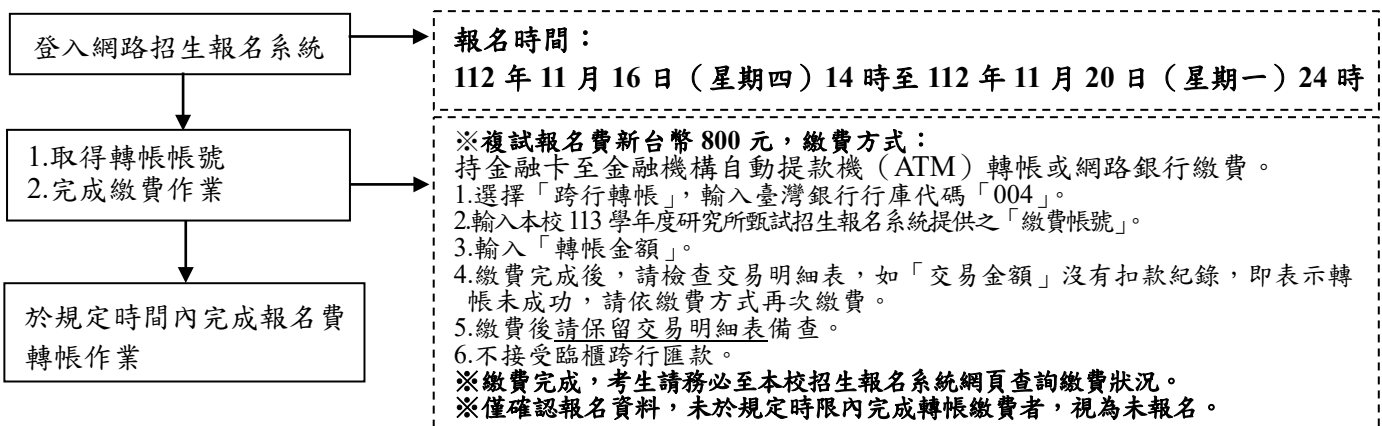 登入網路招生報名系統
報名時間：
112 年 11 月 16 日（星期四）14 時至 112 年 11 月 20 日（星期一）24 時
1.取得轉帳帳號
2.完成繳費作業
※複試報名費新台幣 800 元，繳費方式：
持金融卡至金融機構自動提款機（ATM）轉帳或網路銀行繳費。
1.選擇「跨行轉帳」，輸入臺灣銀行行庫代碼「004」。
2.輸入本校 113 學年度研究所甄試招生報名系統提供之「繳費帳號」。
3.輸入「轉帳金額」。
4.繳費完成後，請檢查交易明細表，如「交易金額」沒有扣款紀錄，即表示轉
帳未成功，請依繳費方式再次繳費。
5.繳費後請保留交易明細表備查。
6.不接受臨櫃跨行匯款。
※繳費完成，考生請務必至本校招生報名系統網頁查詢繳費狀況。
※僅確認報名資料，未於規定時限內完成轉帳繳費者，視為未報名。
於規定時間內完成報名費
轉帳作業